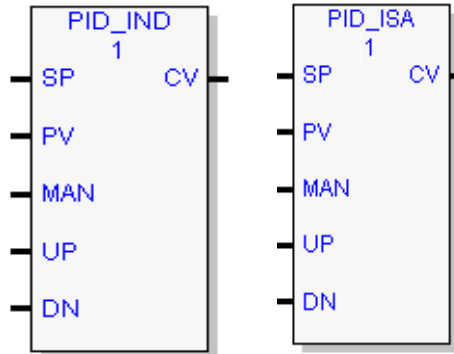 PID_IND
1
SP CV
PV
MAN
UP
DN
PID_ISA
1
SP CV
PV
MAN
UP
DN